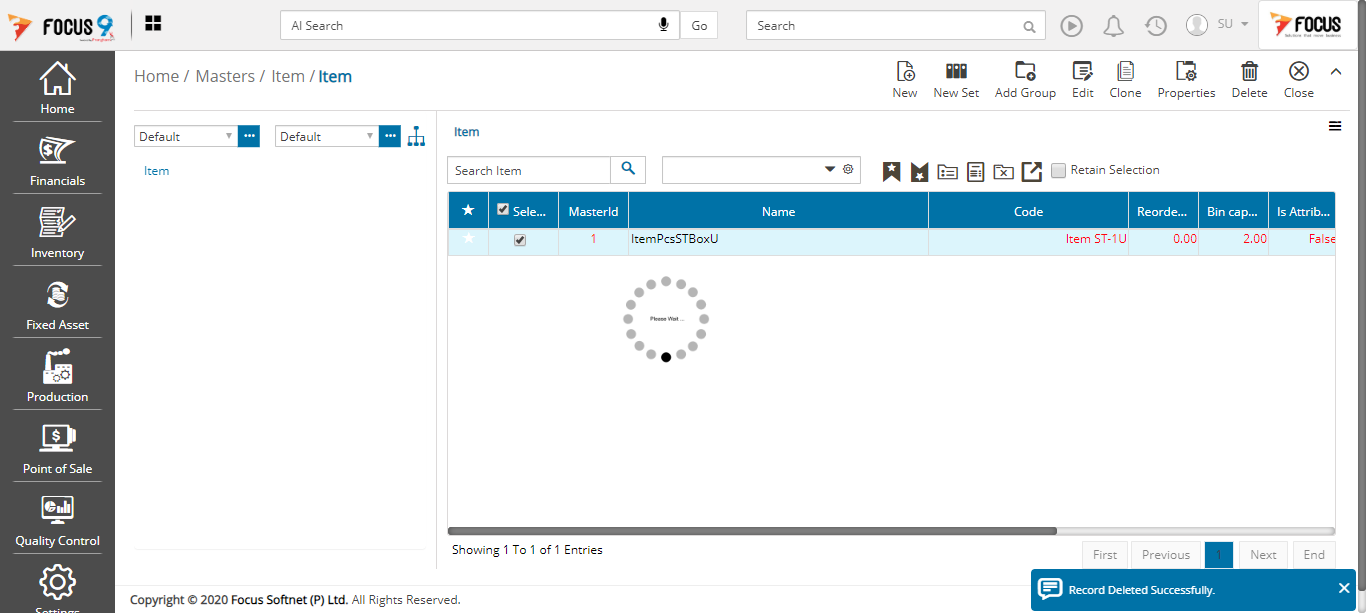 FOCUS 9
AI Search
Go
Search
SU
FOCUS
Home / Masters / Item / Item
New
New Set
Add Group
Edit
Clone
Properties
Delete
Close
Home
Financials
Inventory
Fixed Asset
Production
Point of Sale
Quality Control
Settings
Default
Default
Item
Item
Search Item
Retain Selection
Sele... MasterId Name Code Reorde... Bin cap... Is Attrib...
1 ItemPcsSTBoxU Item ST-1U 0.00 2.00 False
Please Wait ...
Showing 1 To 1 of 1 Entries
First Previous 1 Next End
Record Deleted Successfully.
Copyright © 2020 Focus Softnet (P) Ltd. All Rights Reserved.